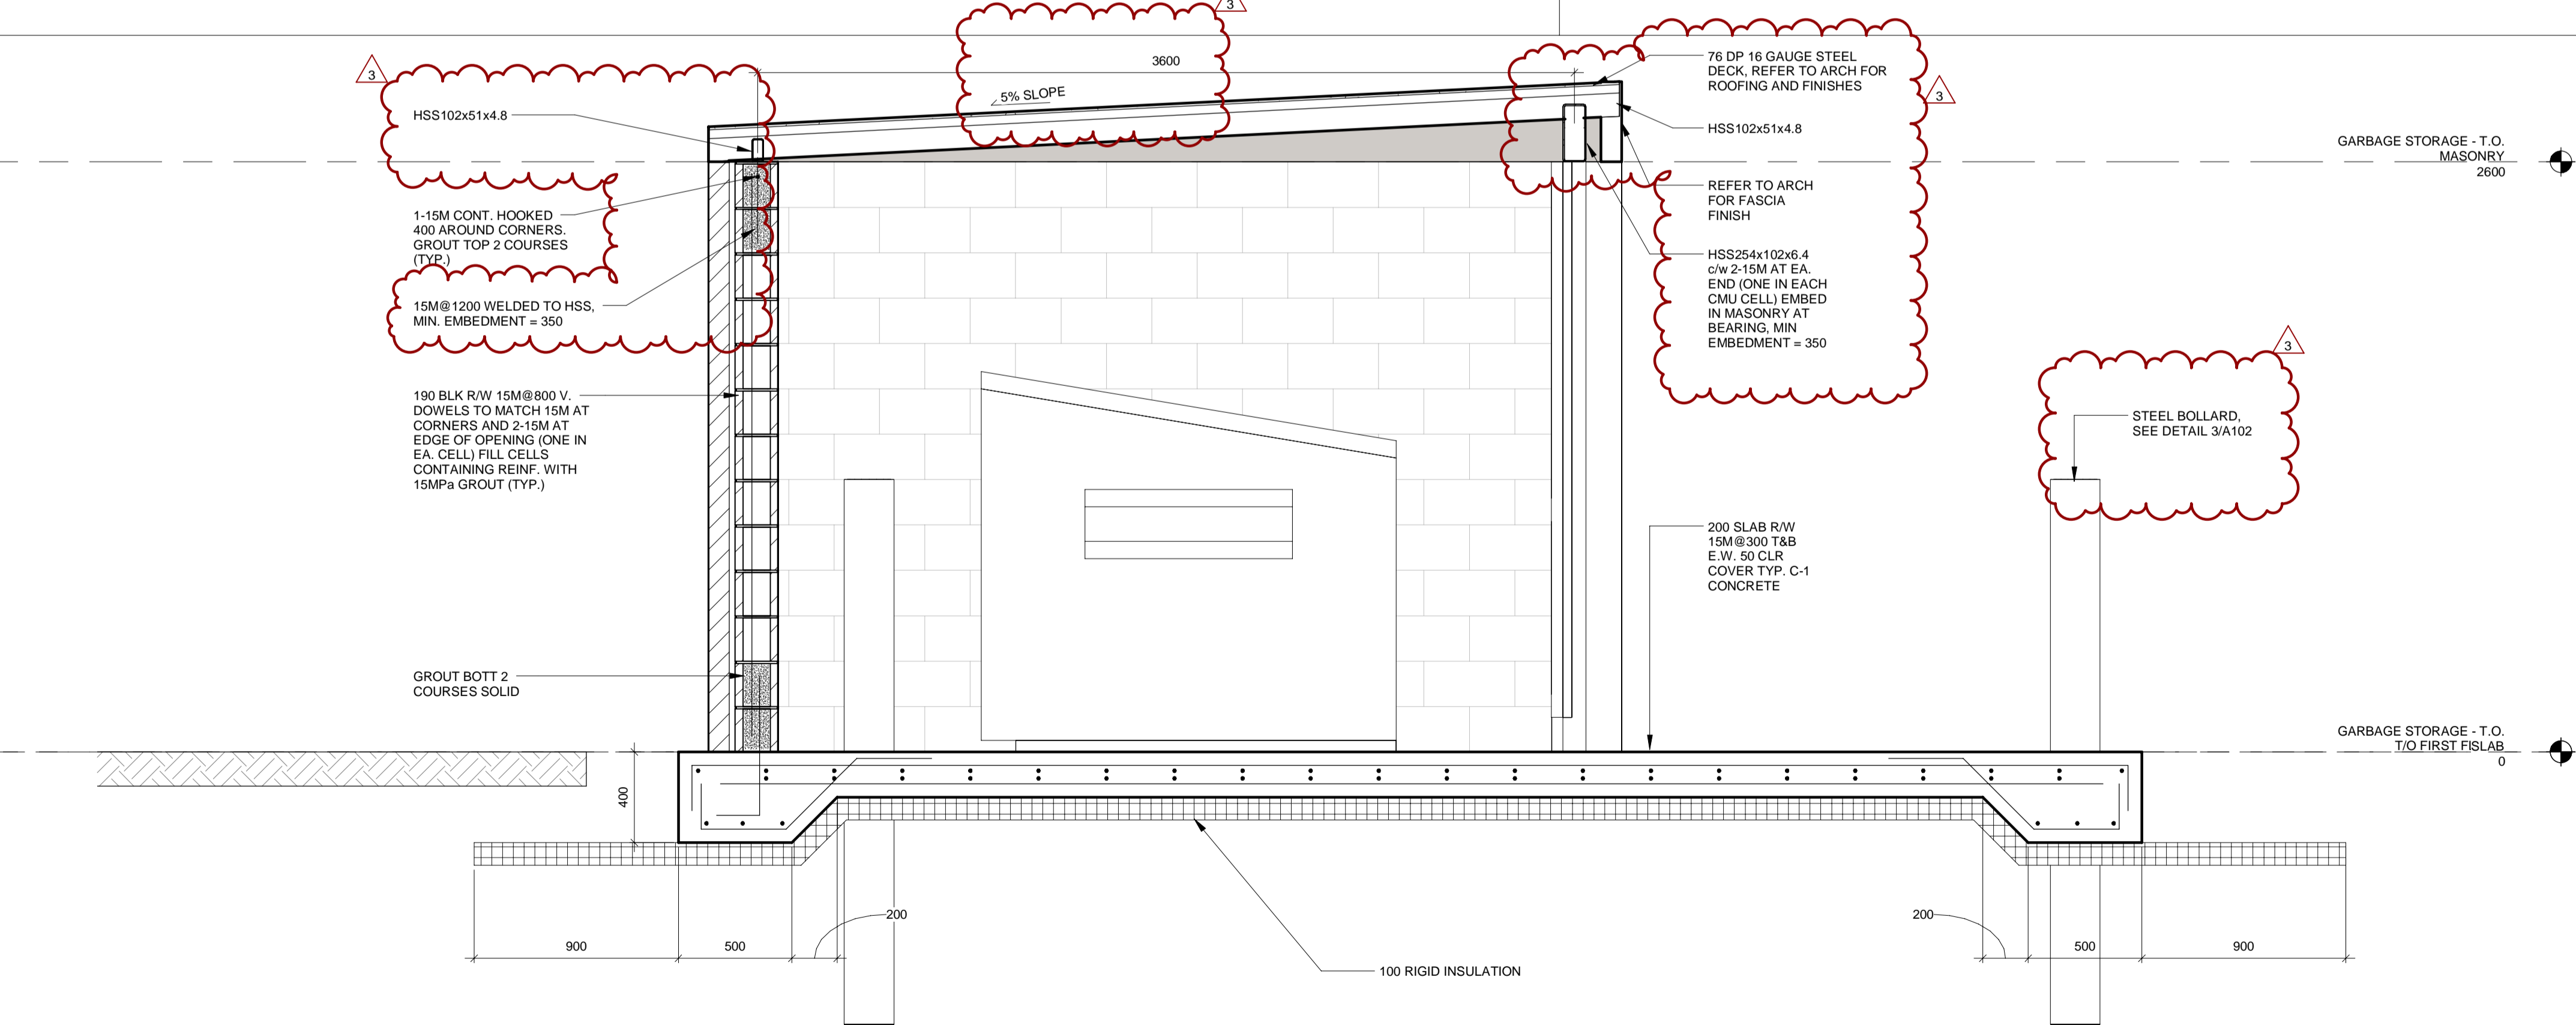 3
3600
5% SLOPE
3
HSS102x51x4.8
1-15M CONT. HOOKED
400 AROUND CORNERS.
GROUT TOP 2 COURSES
(TYP.)
15M@1200 WELDED TO HSS,
MIN. EMBEDMENT = 350
190 BLK R/W 15M@800 V.
DOWELS TO MATCH 15M AT
CORNERS AND 2-15M AT
EDGE OF OPENING (ONE IN
EA. CELL) FILL CELLS
CONTAINING REINF. WITH
15MPa GROUT (TYP.)
GROUT BOTT 2
COURSES SOLID
76 DP 16 GAUGE STEEL
DECK, REFER TO ARCH FOR
ROOFING AND FINISHES
3
HSS102x51x4.8
REFER TO ARCH
FOR FASCIA
FINISH
HSS254x102x6.4
c/w 2-15M AT EA.
END (ONE IN EACH
CMU CELL) EMBED
IN MASONRY AT
BEARING, MIN
EMBEDMENT = 350
GARBAGE STORAGE - T.O.
MASONRY
2600
3
STEEL BOLLARD,
SEE DETAIL 3/A102
200 SLAB R/W
15M@300 T&B
E.W. 50 CLR
COVER TYP. C-1
CONCRETE
GARBAGE STORAGE - T.O.
T/O FIRST FISLAB
0
400
200
200
900
500
500
900
100 RIGID INSULATION